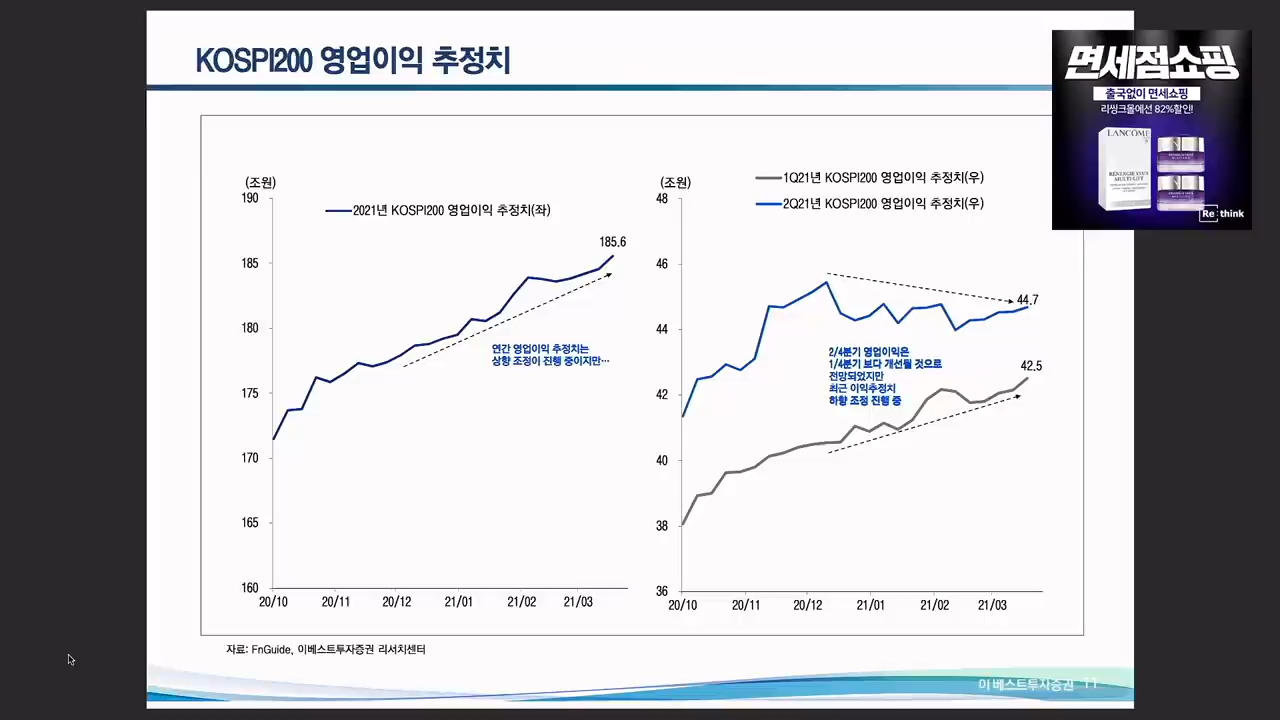 KOSPI200 영업이익 추정치
면세점쇼핑
출국없이 면세쇼핑
리씽크몰에선 82%할인!
LANCÔME
RÉNERGIE YEUX
MULTI-LIFT
Re:think
(조원)
190
185
180
175
170
165
160
2021년 KOSPI200 영업이익 추정치(좌)
185.6
연간 영업이익 추정치는
상향 조정이 진행 중이지만…
20/10 20/11 20/12 21/01 21/02 21/03
(조원)
48
46
44
42
40
38
36
1Q21년 KOSPI200 영업이익 추정치(우)
2Q21년 KOSPI200 영업이익 추정치(우)
44.7
2/4분기 영업이익은
1/4분기 보다 개선될 것으로
전망되었지만
최근 이익추정치
하향 조정 진행 중
42.5
20/10 20/11 20/12 21/01 21/02 21/03
자료: FnGuide, 이베스트투자증권 리서치센터
이베스트투자증권 11